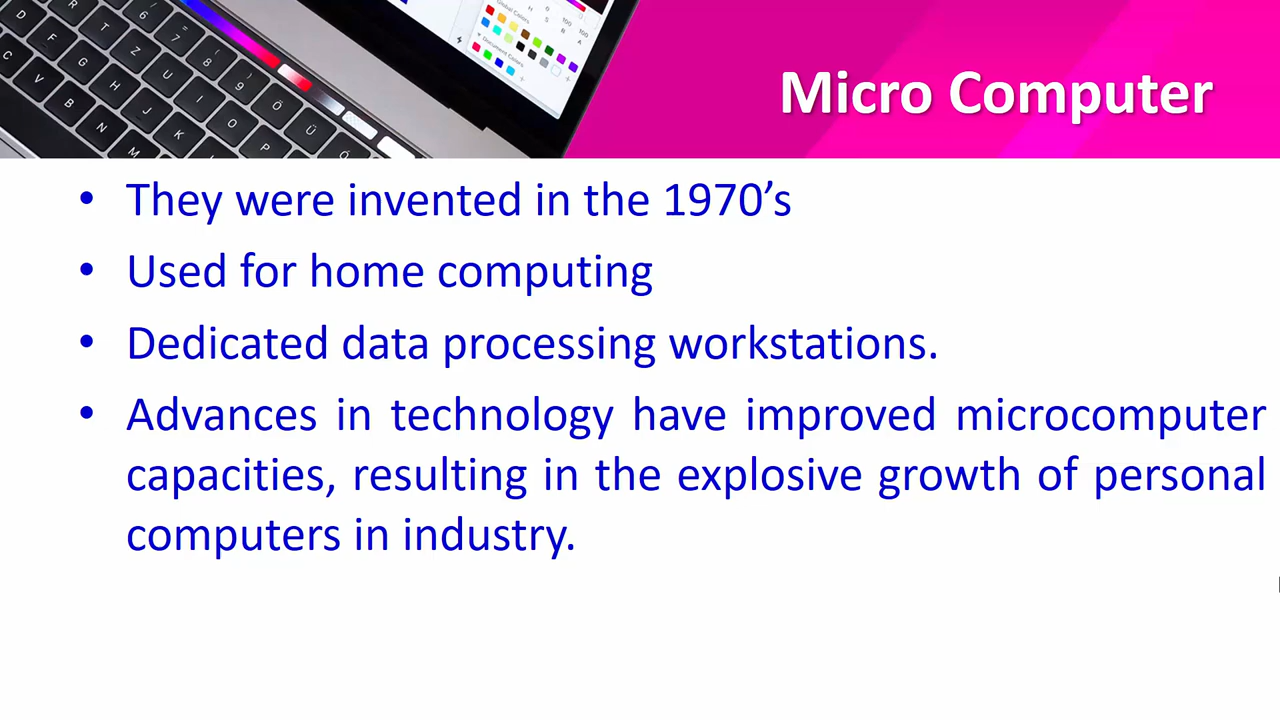 Micro Computer
• They were invented in the 1970’s
• Used for home computing
• Dedicated data processing workstations.
• Advances in technology have improved microcomputer
capacities, resulting in the explosive growth of personal
computers in industry.